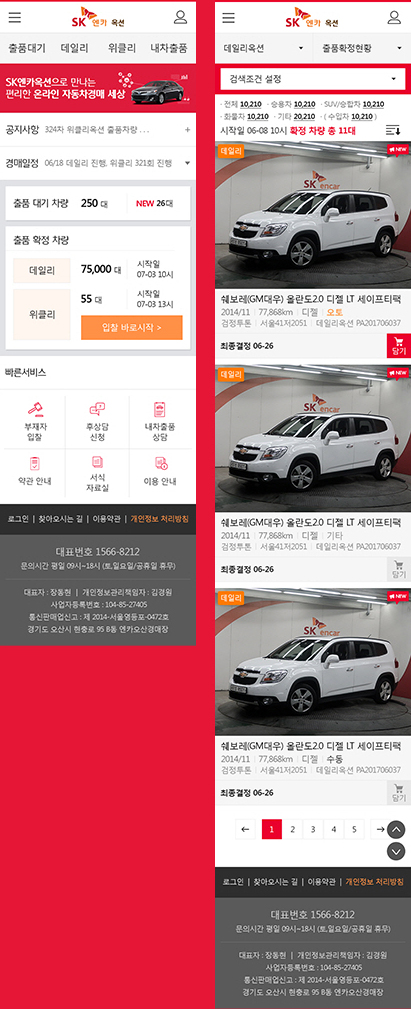 SK엔카 옥션
출품대기 데일리 위클리 내차출품
SK엔카옥션으로 만나는
편리한 온라인 자동차경매 세상
공지사항 324차 위클리옥션 출품차량 . . . +
경매일정 06/18 데일리 진행, 위클리 321회 진행
출품 대기 차량 250 대 NEW 26대
출품 확정 차량
데일리 75,000 대 시작일
07-03 10시
위클리 55 대 시작일
07-03 13시
입찰 바로시작 >
빠른서비스
부재자 입찰
후상담 신청
내차출품 상담
약관 안내
서식 자료실
이용 안내
로그인 | 찾아오시는 길 | 이용약관 | 개인정보 처리방침
대표번호 1566-8212
문의시간 평일 09시~18시 (토,일요일/공휴일 휴무)
대표자 : 장동현 | 개인정보관리책임자 : 김경원
사업자등록번호 : 104-85-27405
통신판매업신고 : 제 2014-서울영등포-0472호
경기도 오산시 현충로 95 B동 엔카오산경매장
SK엔카 옥션
데일리옥션 출품확정현황
검색조건 설정
· 전체 10,210 · 승용차 10,210 · SUV/승합차 10,210
· 화물차 10,210 · 기타 20,210 · ( 수입차 10,210 )
시작일 06-08 10시 확정 차량 총 11대
데일리 NEW
SK encar
쉐보레(GM대우) 올란도2.0 디젤 LT 세이프티팩
2014/11 | 77,868km | 디젤 | 오토
검정투톤 | 서울41저2051 | 데일리옥션 PA201706037
최종결정 06-26 담기
데일리 NEW
SK encar
쉐보레(GM대우) 올란도2.0 디젤 LT 세이프티팩
2014/11 | 77,868km | 디젤 | 기타
검정투톤 | 서울41저2051 | 데일리옥션 PA201706037
최종결정 06-26 담기
데일리 NEW
SK encar
쉐보레(GM대우) 올란도2.0 디젤 LT 세이프티팩
2014/11 | 77,868km | 디젤 | 수동
검정투톤 | 서울41저2051 | 데일리옥션 PA201706037
최종결정 06-26 담기
← 1 2 3 4 5 →
로그인 | 찾아오시는 길 | 이용약관 | 개인정보 처리방침
대표번호 1566-8212
문의시간 평일 09시~18시 (토,일요일/공휴일 휴무)
대표자 : 장동현 | 개인정보관리책임자 : 김경원
사업자등록번호 : 104-85-27405
통신판매업신고 : 제 2014-서울영등포-0472호
경기도 오산시 현충로 95 B동 엔카오산경매장